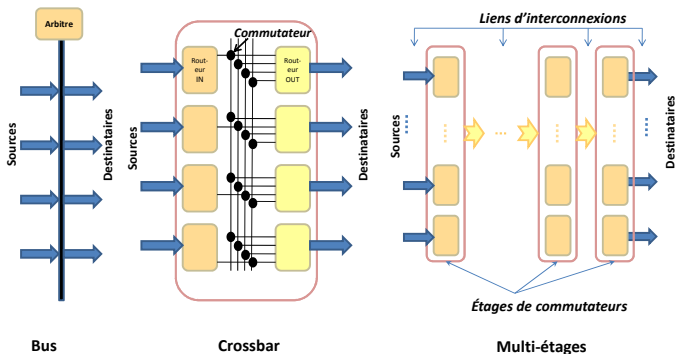 Arbitre
Sources
Destinataires
Bus
Commutateur
Rout-
eur
IN
Rout-
eur
OUT
Sources
Destinataires
Crossbar
Liens d’interconnexions
Sources
Destinataires
Étages de commutateurs
Multi-étages